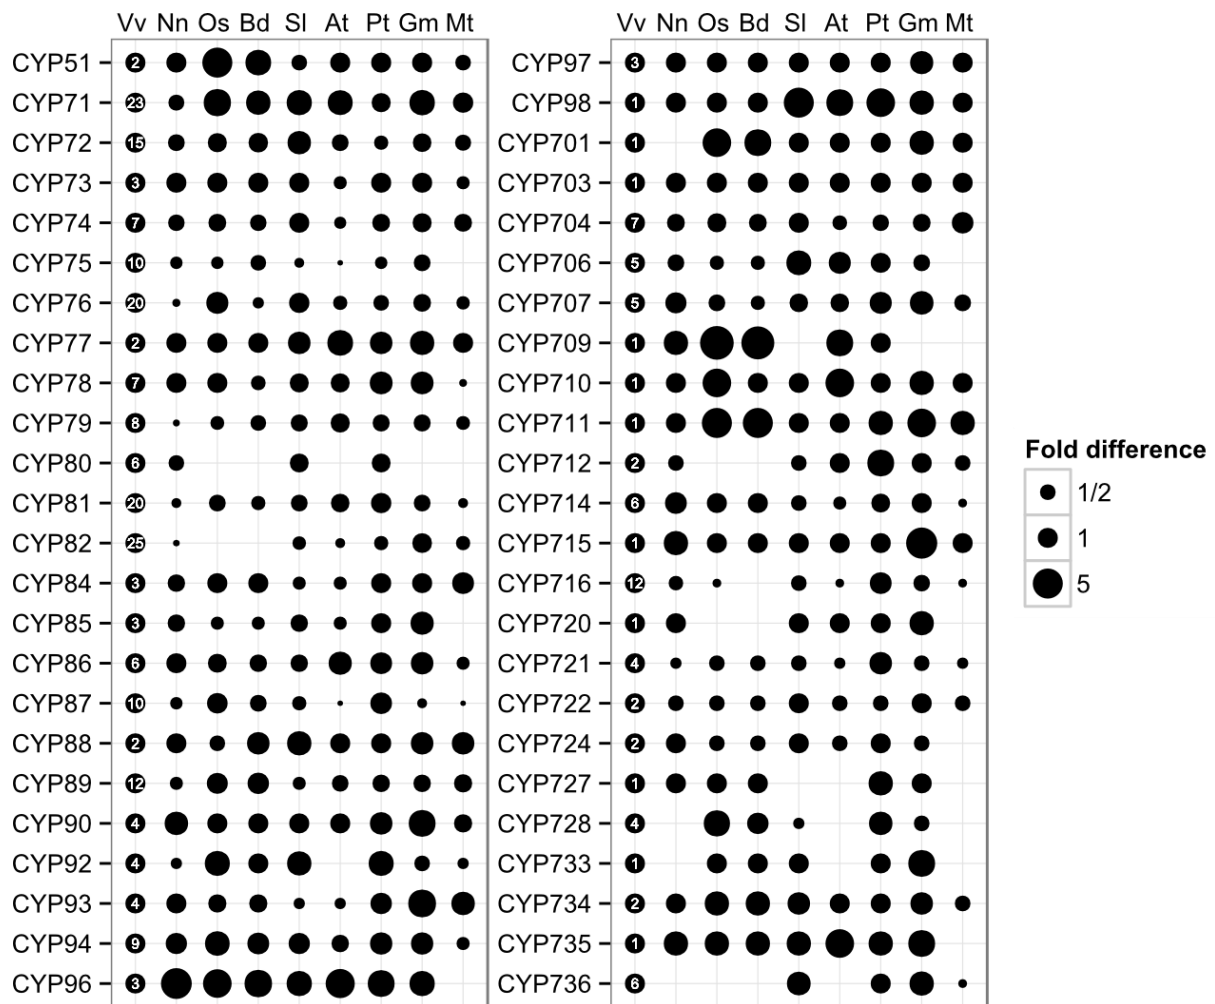 Vv Nn Os Bd Sl At Pt Gm Mt
CYP51 2
CYP71 23
CYP72 15
CYP73 3
CYP74 7
CYP75 10
CYP76 20
CYP77 2
CYP78 7
CYP79 8
CYP80 6
CYP81 20
CYP82 25
CYP84 3
CYP85 3
CYP86 6
CYP87 10
CYP88 2
CYP89 12
CYP90 4
CYP92 4
CYP93 4
CYP94 9
CYP96 3
Vv Nn Os Bd Sl At Pt Gm Mt
CYP97 3
CYP98 1
CYP701 1
CYP703 1
CYP704 7
CYP706 5
CYP707 5
CYP709 1
CYP710 1
CYP711 1
CYP712 2
CYP714 6
CYP715 1
CYP716 12
CYP720 1
CYP721 4
CYP722 2
CYP724 2
CYP727 1
CYP728 4
CYP733 1
CYP734 2
CYP735 1
CYP736 6
Fold difference
1/2
1
5